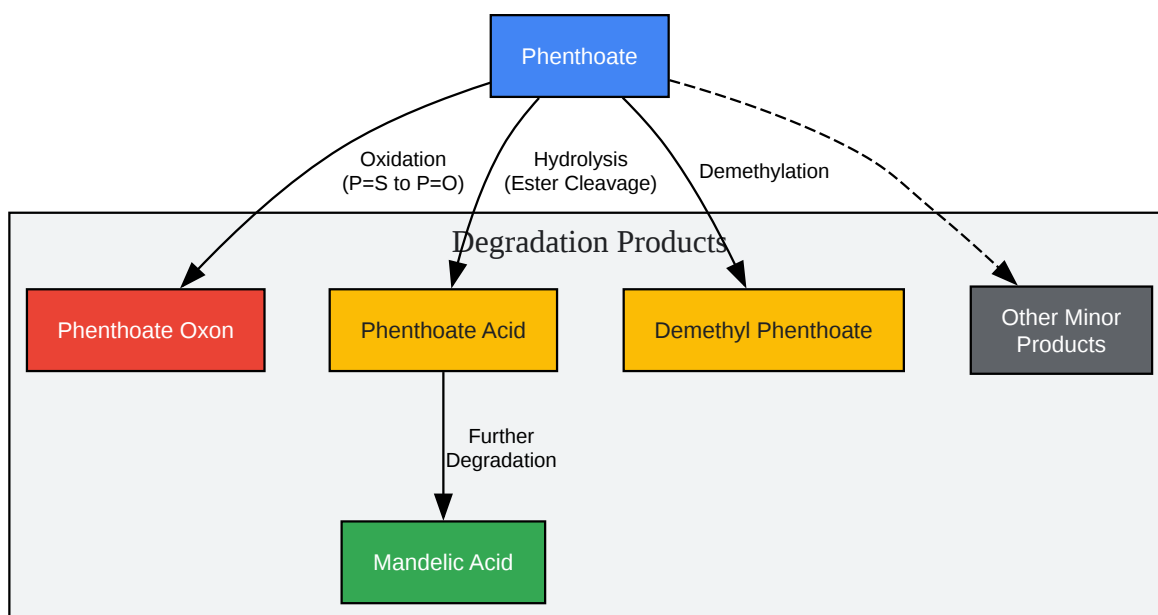 Phenthoate
Oxidation
(P=S to P=O)
Hydrolysis
(Ester Cleavage)
Demethylation
Degradation Products
Phenthoate Oxon
Phenthoate Acid
Demethyl Phenthoate
Other Minor
Products
Further
Degradation
Mandelic Acid